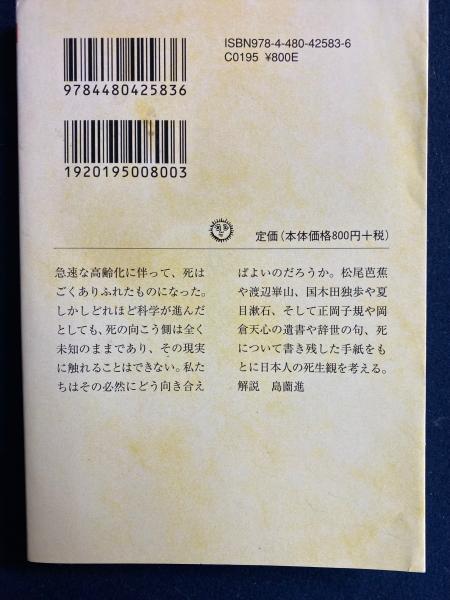 ISBN978-4-480-42583-6
C0195 ¥800E
9784480425836
1920195008003
定価(本体価格800円+税)
急速な高齢化に伴って、死は
ごくありふれたものになった。
しかしどれほど科学が進んだ
としても、死の向こう側は全く
未知のままであり、その現実
に触れることはできない。私た
ちはその必然にどう向き合え
ばよいのだろうか。松尾芭蕉
や渡辺崋山、国木田独歩や夏
目漱石、そして正岡子規や岡
倉天心の遺書や辞世の句、死
について書き残した手紙をも
とに日本人の死生観を考える。
解説 島薗進